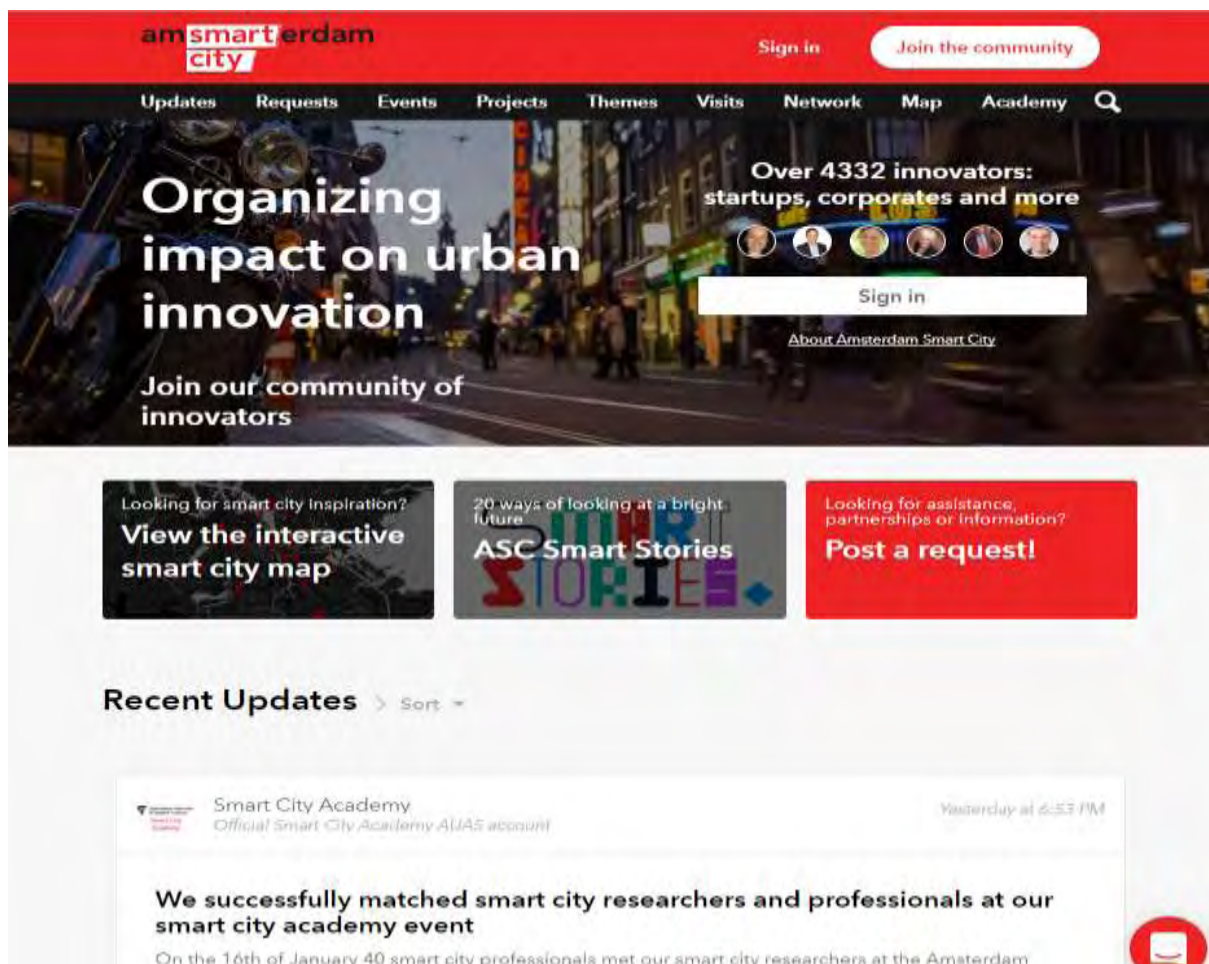 amsmarterdam
city
Sign in
Join the community
Updates Requests Events Projects Themes Visits Network Map Academy
Organizing
impact on urban
innovation
Join our community of
innovators
Over 4332 innovators:
startups, corporates and more
Sign in
About Amsterdam Smart City
Looking for smart city inspiration?
View the interactive
smart city map
20 ways of looking at a bright
future
ASC Smart Stories
SMART
STORIES
Looking for assistance,
partnerships or information?
Post a request!
Recent Updates > Sort
Smart City Academy
Official Smart City Academy AUAS account
Yesterday at 6:53 PM
We successfully matched smart city researchers and professionals at our
smart city academy event
On the 16th of January 40 smart city professionals met our smart city researchers at the Amsterdam